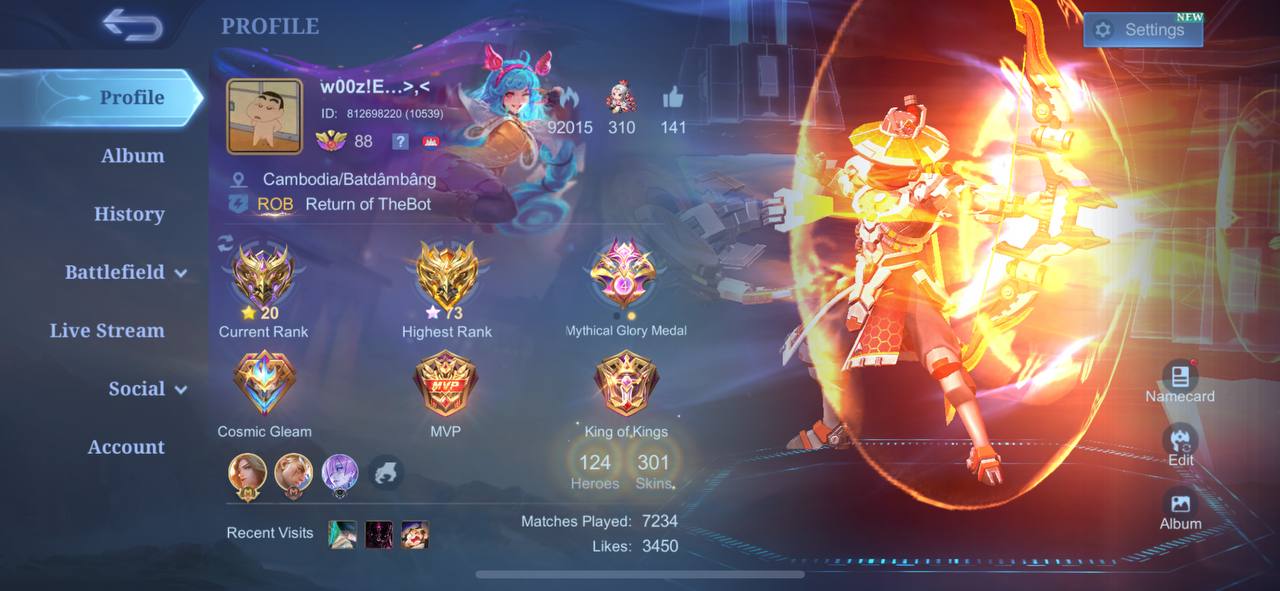 PROFILE
NEW
Settings
Profile
Album
History
Battlefield
Live Stream
Social
Account
w00z!E...>,<
ID: 812698220 (10539)
88
?
92015
310
141
Cambodia/Batdâmbâng
ROB Return of TheBot
20
73
4
Current Rank
Highest Rank
Mythical Glory Medal
MVP
Cosmic Gleam
MVP
King of Kings
124
301
Heroes
Skins
M
M
Recent Visits
Matches Played: 7234
Likes: 3450
Namecard
Edit
Album